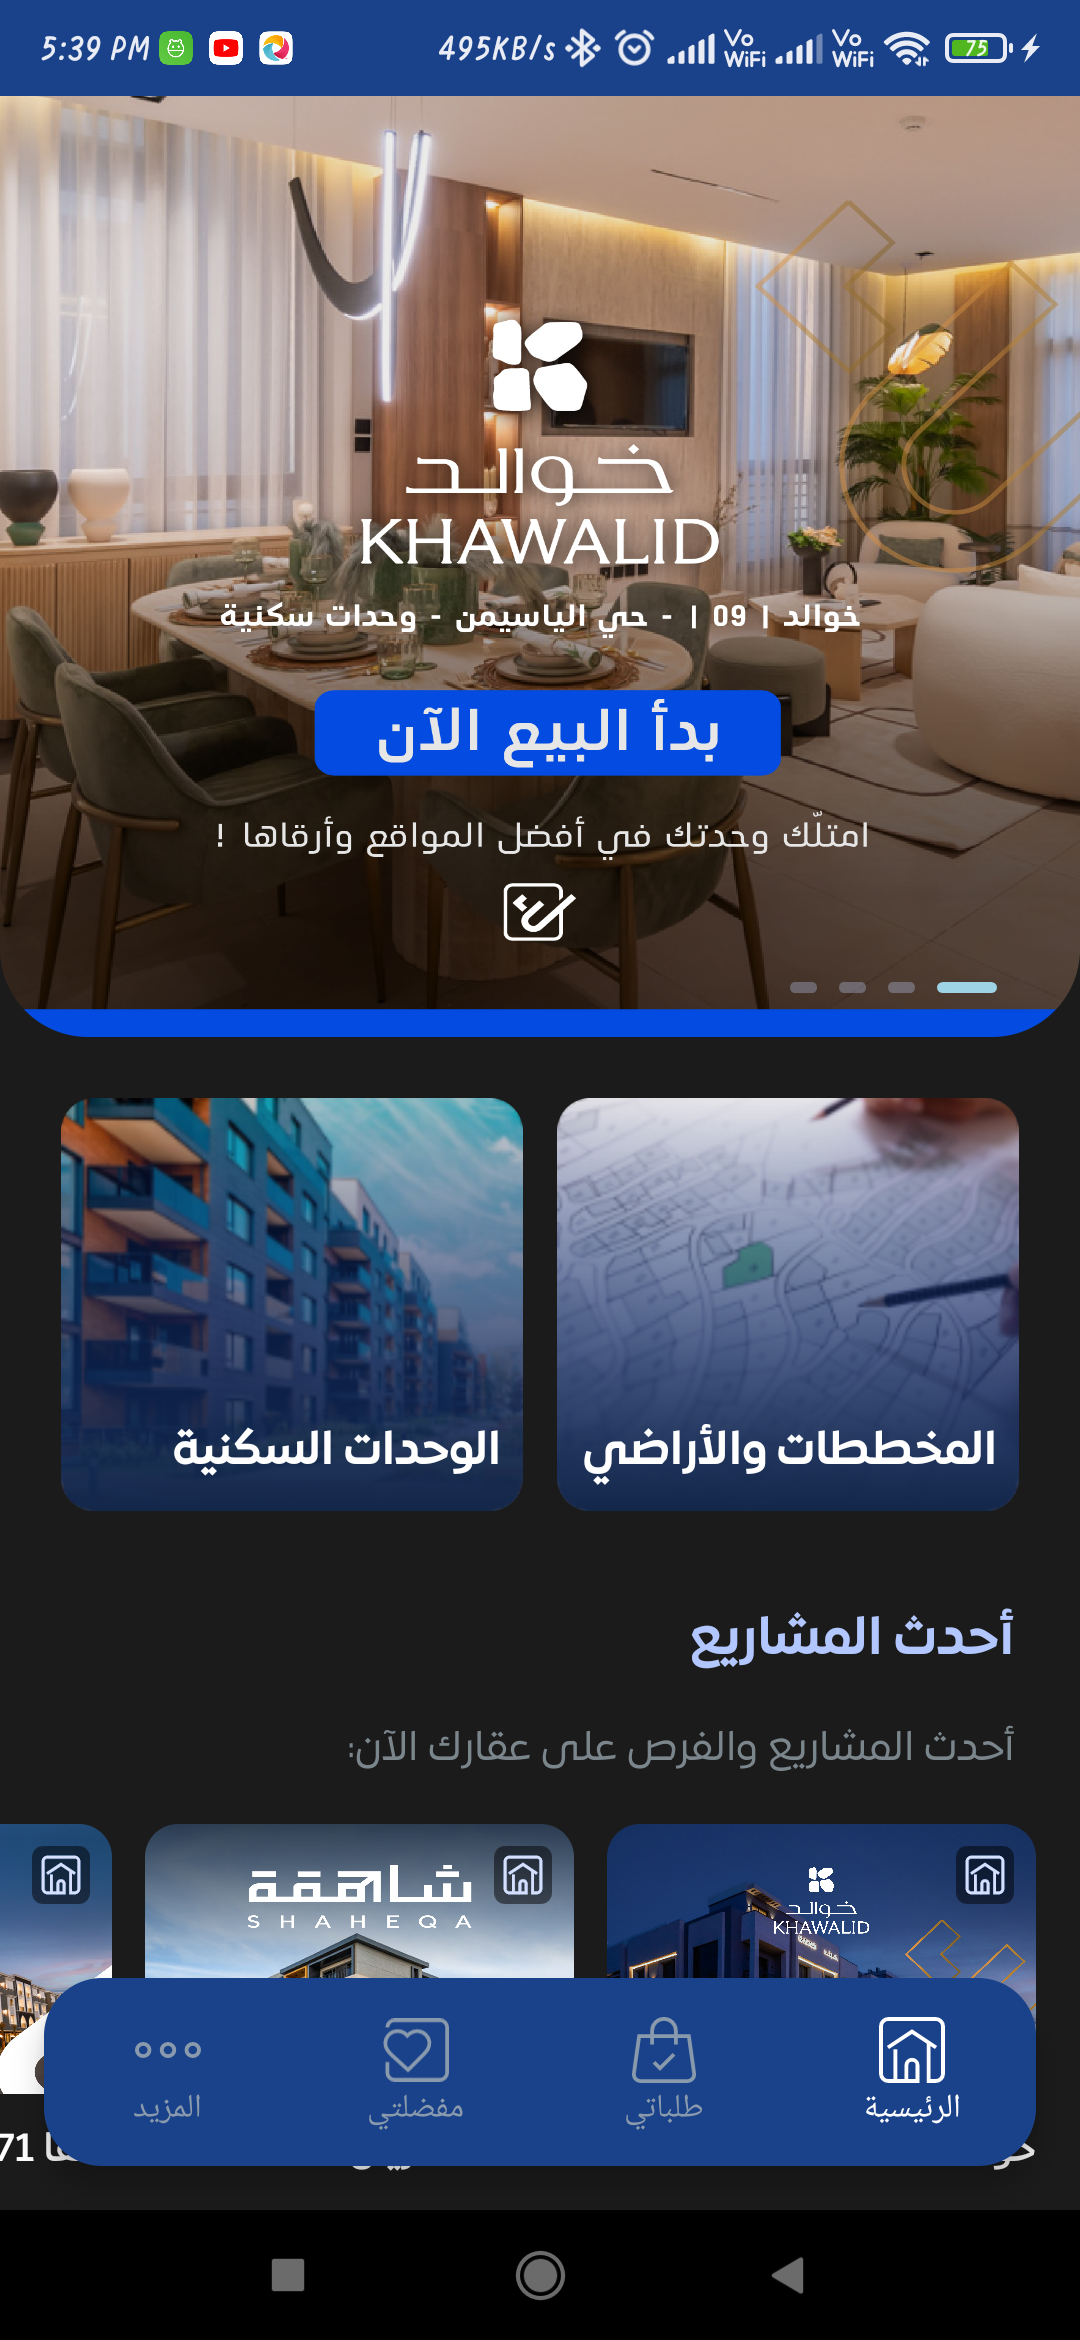 5:39 PM
495KB/s
Vo WiFi
Vo WiFi
75
خوالد
KHAWALID
خوالد | 09 | - حي الياسيمن - وحدات سكنية
بدأ البيع الآن
امتلّك وحدتك في أفضل المواقع وأرقاها !
المخططات والأراضي
الوحدات السكنية
أحدث المشاريع
أحدث المشاريع والفرص على عقارك الآن:
خوالد
KHAWALID
شاهقة
SHAHEQA
الرئيسية
طلباتي
مفضلتي
المزيد
71